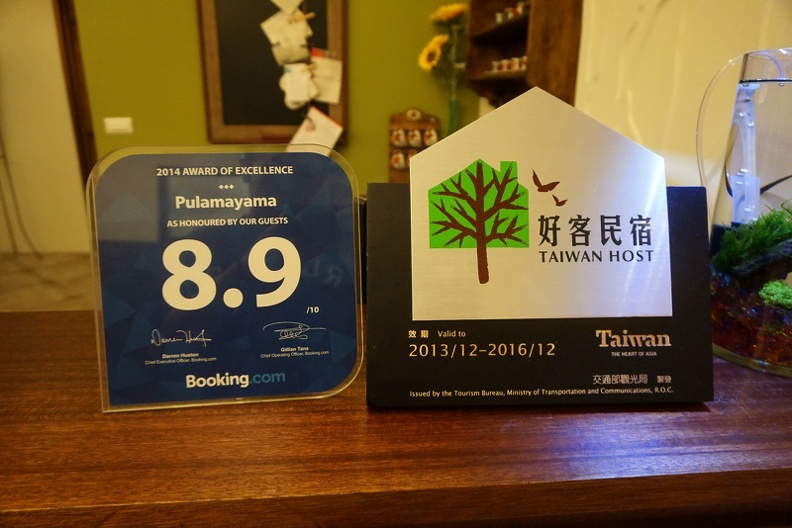 2014 AWARD OF EXCELLENCE
Pulamayama
AS HONOURED BY OUR GUESTS
8.9
/10
Darren Huston
Chief Executive Officer, Booking.com
Gillian Tans
Chief Operating Officer, Booking.com
Booking.com
好客民宿
TAIWAN HOST
效期 Valid to
2013/12-2016/12
Taiwan
THE HEART OF ASIA
交通部觀光局 製發
Issued by the Tourism Bureau, Ministry of Transportation and Communications, R.O.C.